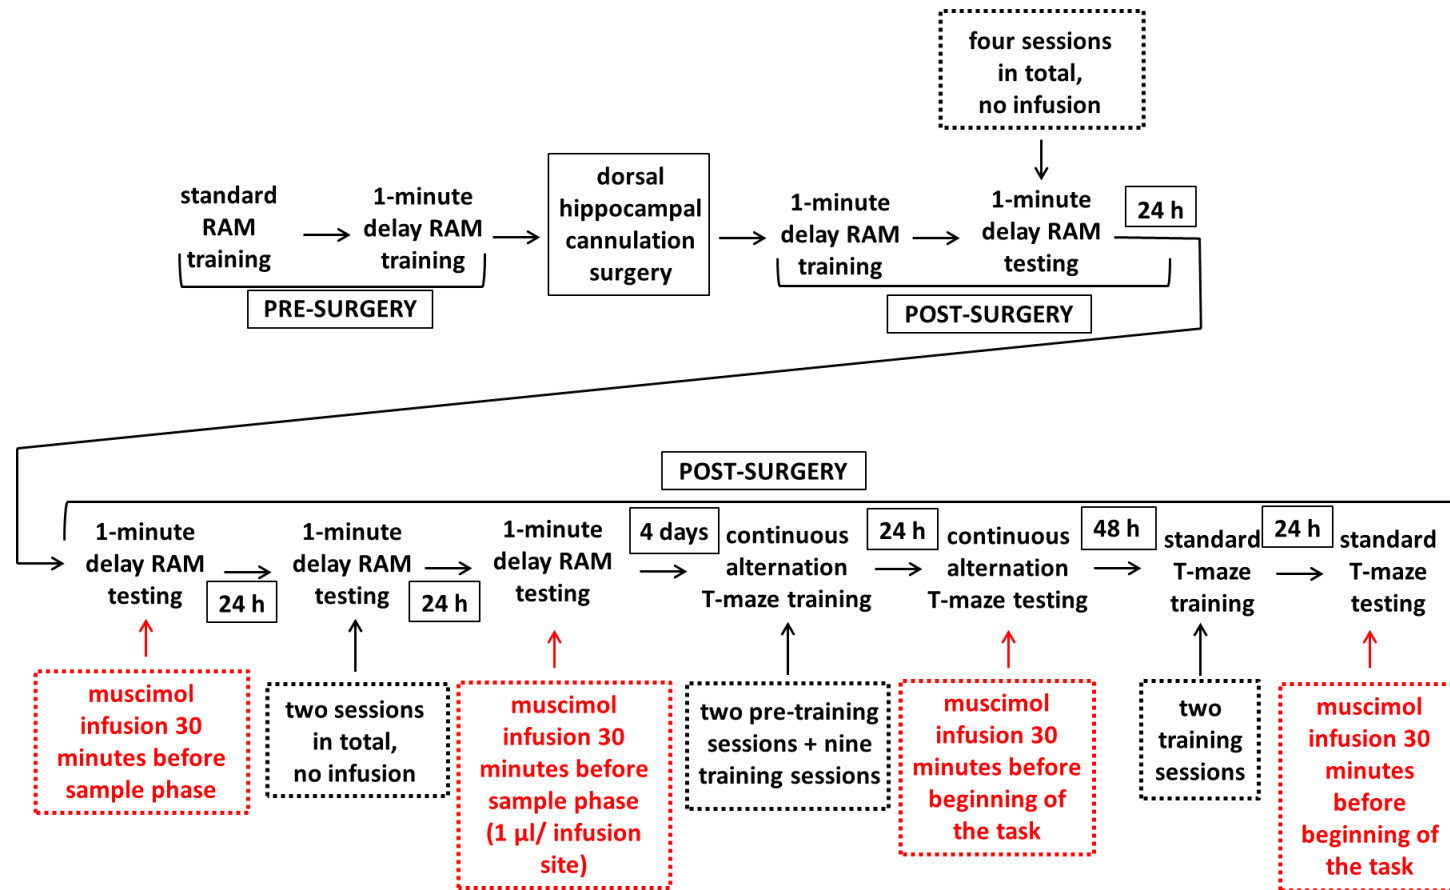 four sessions
in total,
no infusion
standard
RAM
training
1-minute
delay RAM
training
dorsal
hippocampal
cannulation
surgery
1-minute
delay RAM
training
1-minute
delay RAM
testing
24 h
PRE-SURGERY
POST-SURGERY
POST-SURGERY
1-minute
delay RAM
testing
24 h
1-minute
delay RAM
testing
24 h
1-minute
delay RAM
testing
4 days
continuous
alternation
T-maze training
24 h
continuous
alternation
T-maze testing
48 h
standard
T-maze
training
24 h
standard
T-maze
testing
muscimol
infusion 30
minutes before
sample phase
two sessions
in total,
no infusion
muscimol
infusion 30
minutes before
sample phase
(1 µl/ infusion
site)
two pre-training
sessions + nine
training sessions
muscimol
infusion 30
minutes before
beginning of
the task
two
training
sessions
muscimol
infusion 30
minutes
before
beginning of
the task